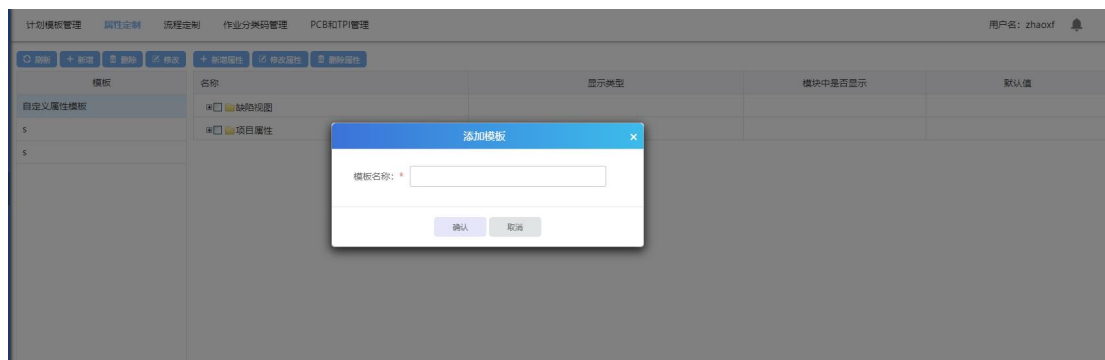 计划模板管理 属性定制 流程定制 作业分类码管理 PCB和TPI管理 用户名：zhaoxf
刷新 + 新增 删除 修改 + 新增属性 修改属性 删除属性
模板 名称 显示类型 模块中是否显示 默认值
自定义属性模板 缺陷视图
s 项目属性
s
添加模板 ×
模板名称：*
确认 取消